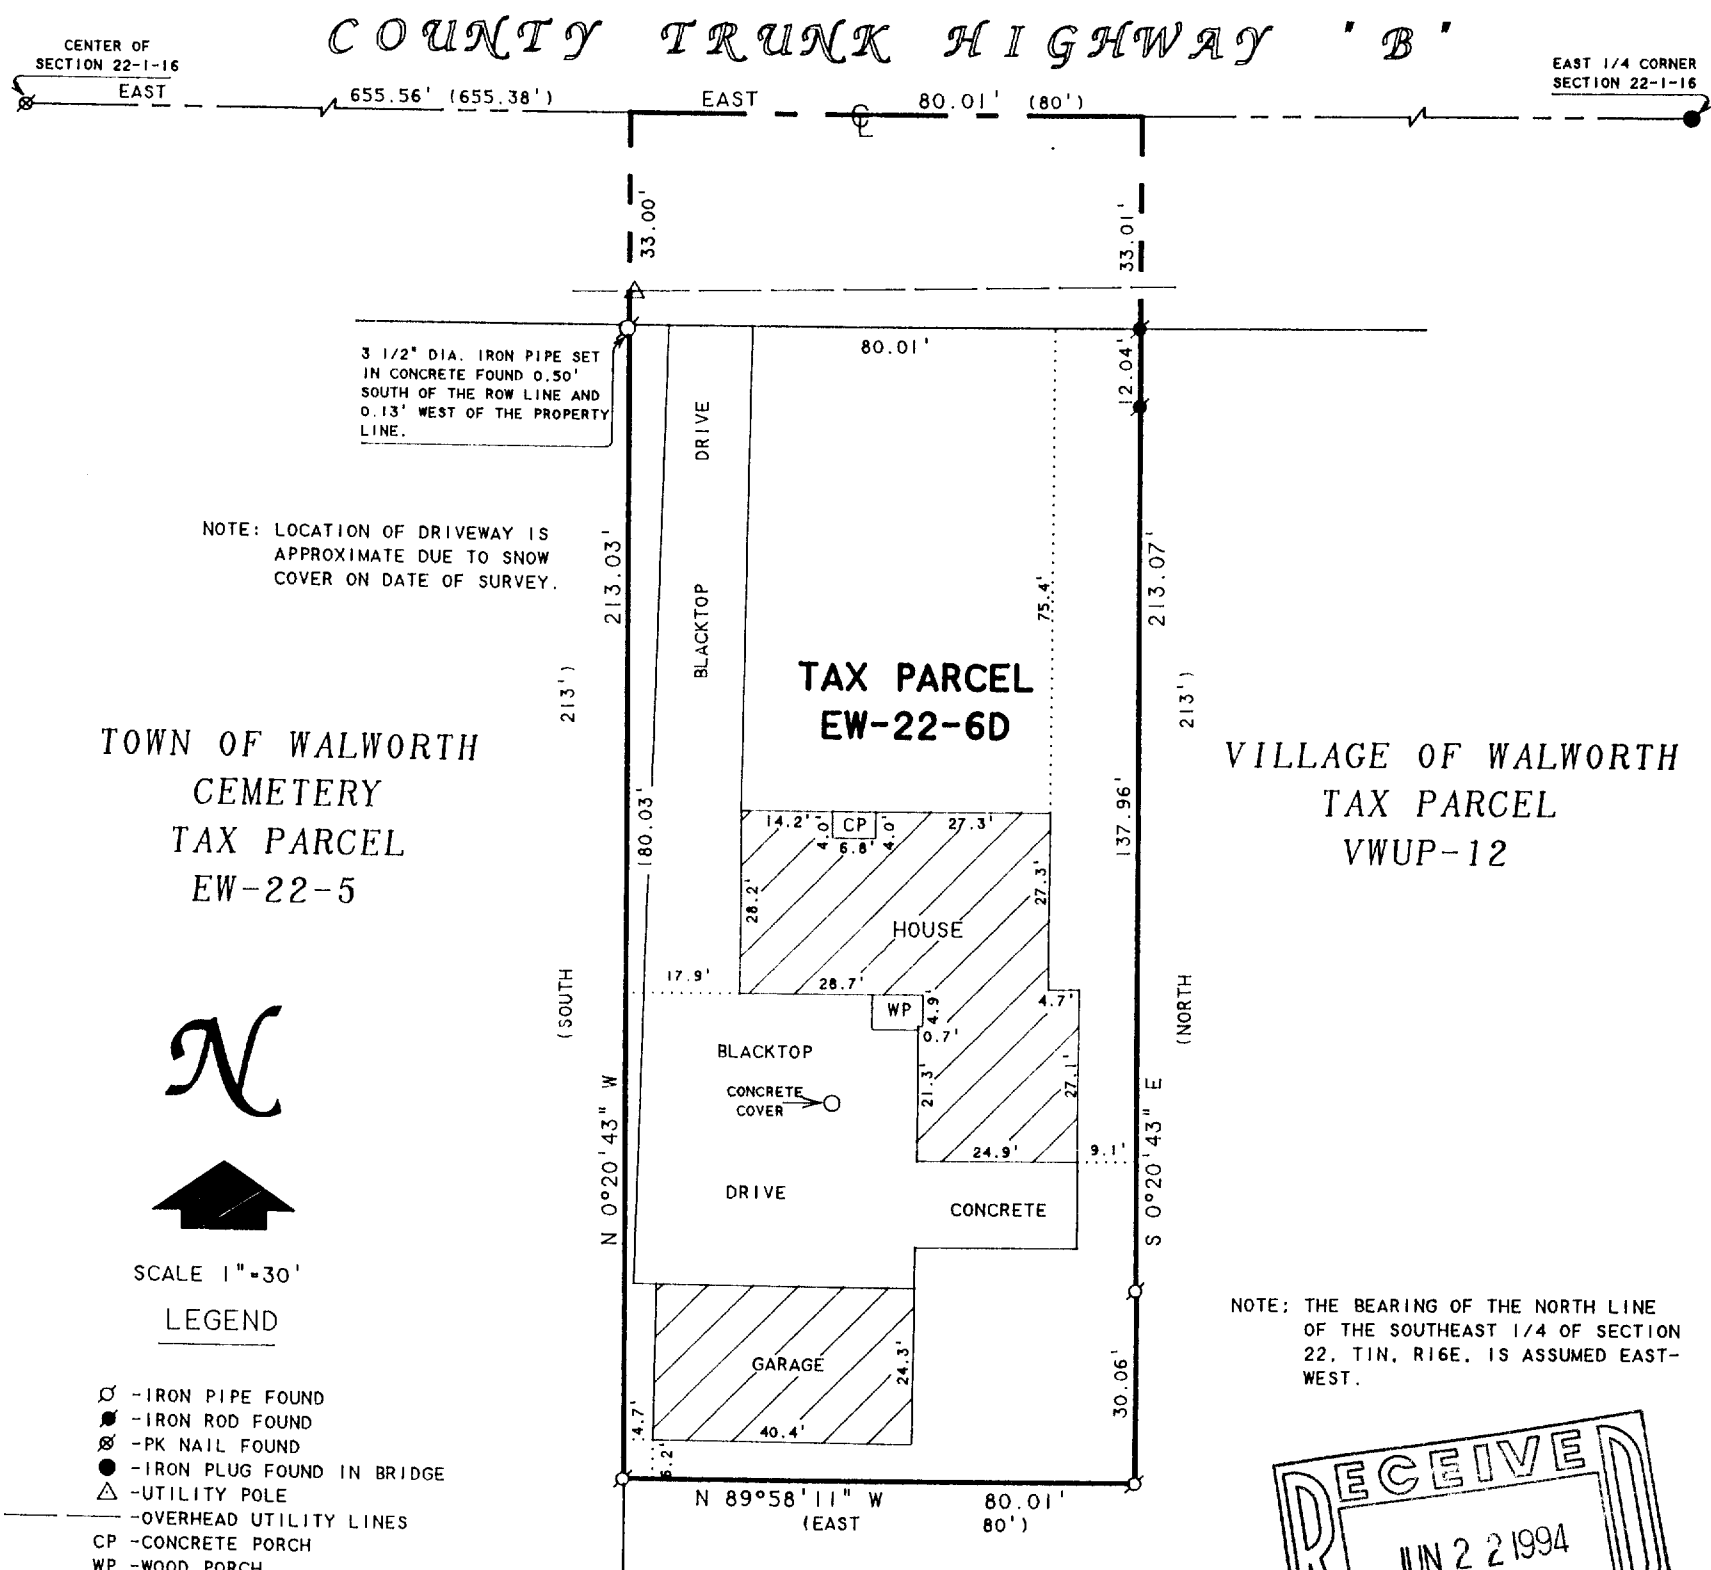 COUNTY TRUNK HIGHWAY "B"
CENTER OF
SECTION 22-1-16
EAST
655.56' (655.38')
EAST
80.01' (80')
EAST 1/4 CORNER
SECTION 22-1-16
CL
33.00'
33.01'
80.01'
12.04'
3 1/2" DIA. IRON PIPE SET
IN CONCRETE FOUND 0.50'
SOUTH OF THE ROW LINE AND
0.13' WEST OF THE PROPERTY
LINE.
DRIVE
BLACKTOP
NOTE: LOCATION OF DRIVEWAY IS
APPROXIMATE DUE TO SNOW
COVER ON DATE OF SURVEY.
213.03'
213.07'
75.4'
213')
213')
TAX PARCEL
EW-22-6D
TOWN OF WALWORTH
CEMETERY
TAX PARCEL
EW-22-5
VILLAGE OF WALWORTH
TAX PARCEL
VWUP-12
180.03'
137.96'
14.2'
4.0'
CP
4.0'
6.8'
27.3'
28.2'
27.3'
HOUSE
17.9'
28.7'
WP
4.9'
0.7'
4.7'
(SOUTH
(NORTH
N
BLACKTOP
CONCRETE
COVER
21.3'
27.1'
24.9'
9.1'
N 0°20'43" W
S 0°20'43" E
DRIVE
CONCRETE
SCALE 1"=30'
LEGEND
NOTE: THE BEARING OF THE NORTH LINE
OF THE SOUTHEAST 1/4 OF SECTION
22, T1N, R16E, IS ASSUMED EAST-
WEST.
GARAGE
24.3'
40.4'
4.7'
6.2'
30.06'
-IRON PIPE FOUND
-IRON ROD FOUND
-PK NAIL FOUND
-IRON PLUG FOUND IN BRIDGE
-UTILITY POLE
-OVERHEAD UTILITY LINES
CP -CONCRETE PORCH
WP -WOOD PORCH
N 89°58'11" W 80.01'
(EAST 80')
RECEIVED
JUN 22 1994